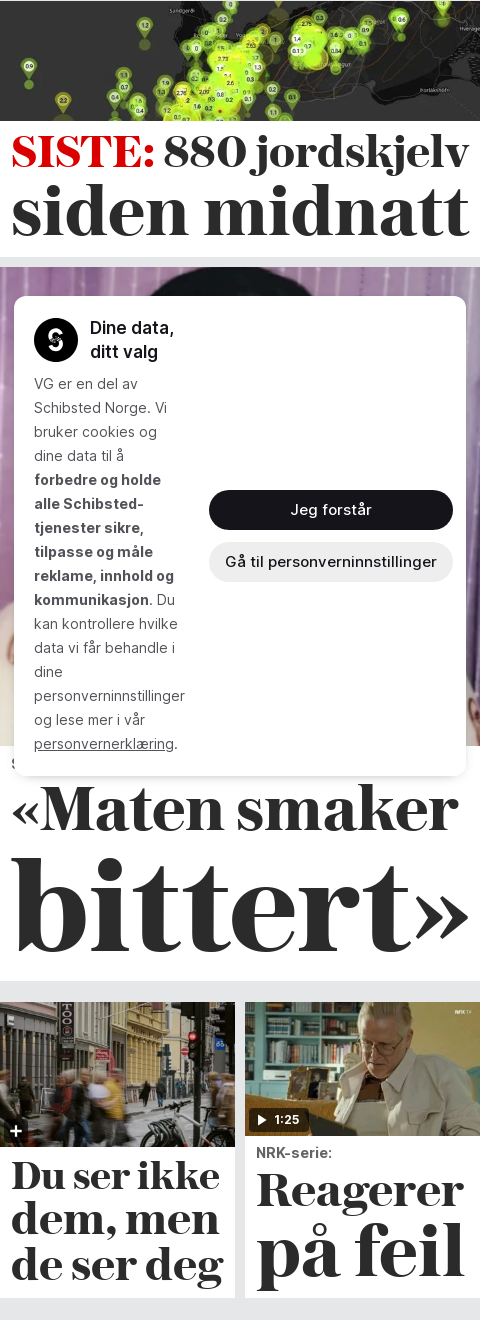 SISTE: 880 jordskjelv
siden midnatt
Dine data,
ditt valg
VG er en del av
Schibsted Norge. Vi
bruker cookies og
dine data til å
forbedre og holde
alle Schibsted-
tjenester sikre,
tilpasse og måle
reklame, innhold og
kommunikasjon. Du
kan kontrollere hvilke
data vi får behandle i
dine
personverninnstillinger
og lese mer i vår
personvernerklæring.
Jeg forstår
Gå til personverninnstillinger
«Maten smaker
bittert»
Du ser ikke
dem, men
de ser deg
1:25
NRK-serie:
Reagerer
på feil